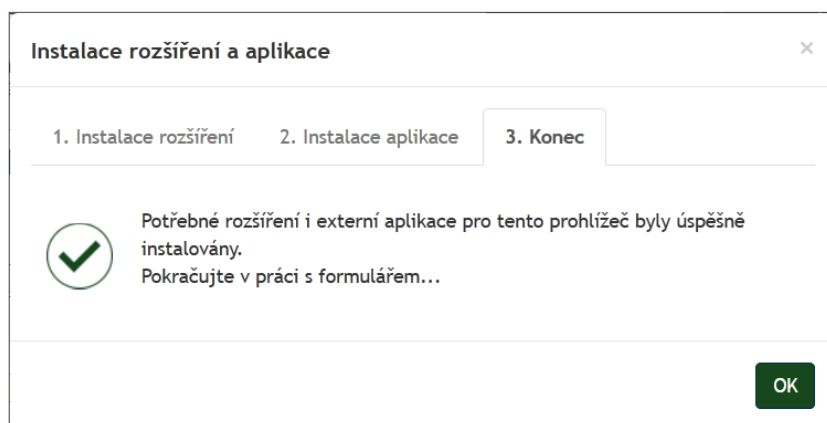 Instalace rozšíření a aplikace ×
1. Instalace rozšíření 2. Instalace aplikace 3. Konec
Potřebné rozšíření i externí aplikace pro tento prohlížeč byly úspěšně
instalovány.
Pokračujte v práci s formulářem...
OK